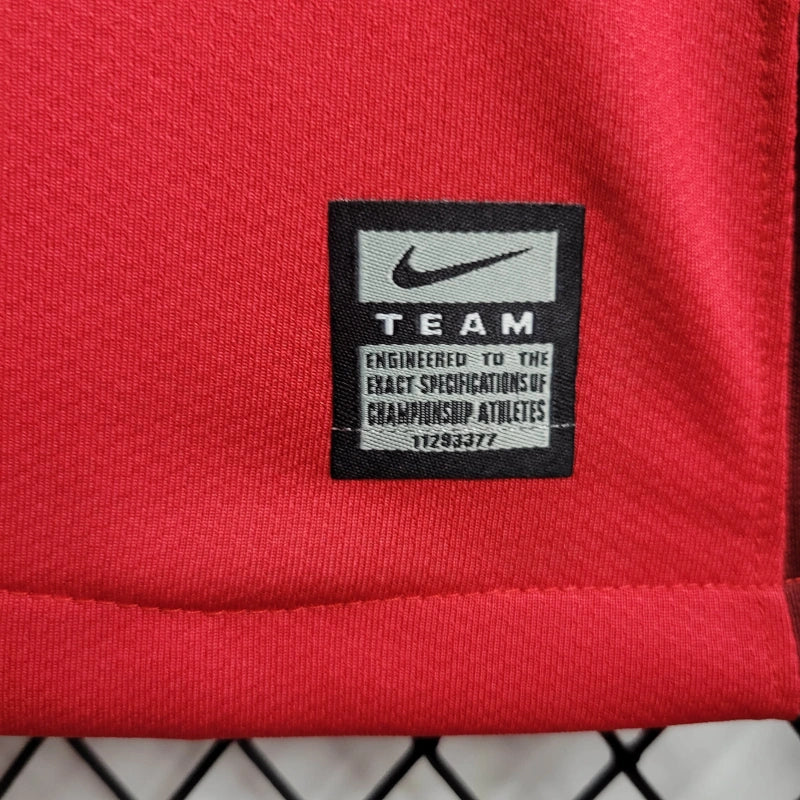 TEAM
ENGINEERED TO THE
EXACT SPECIFICATIONS OF
CHAMPIONSHIP ATHLETES
11293377